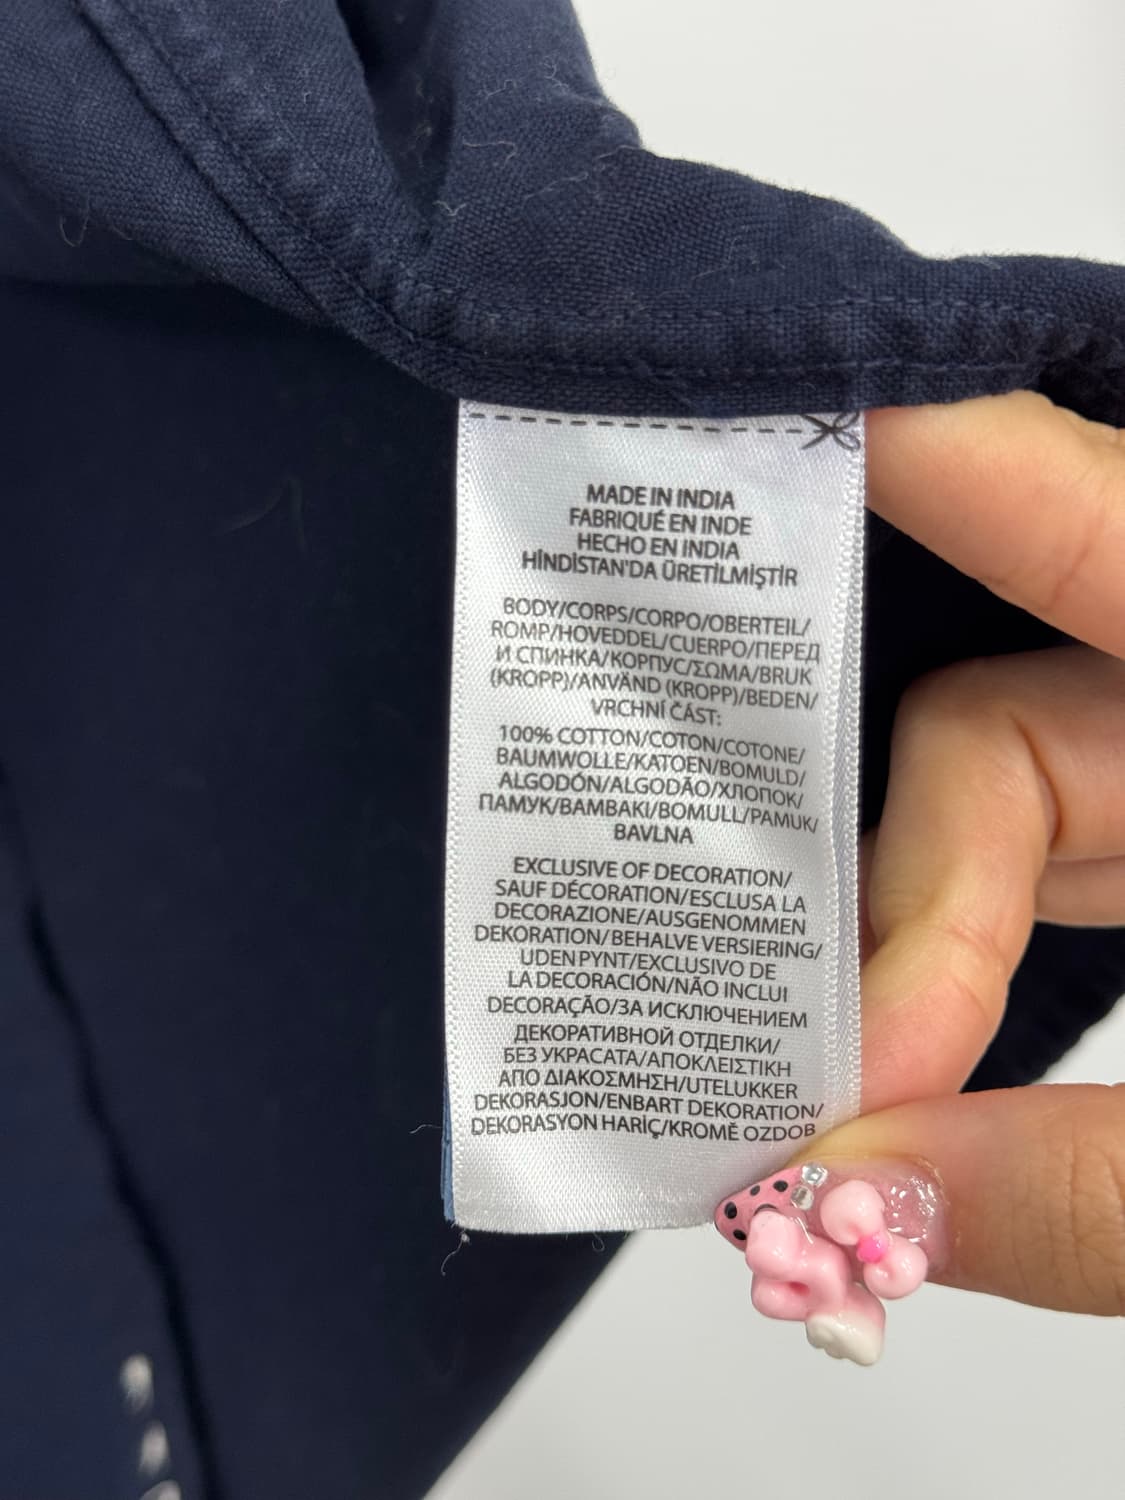 MADE IN INDIA
FABRIQUÉ EN INDE
HECHO EN INDIA
HİNDİSTAN'DA ÜRETİLMİŞTİR
BODY/CORPS/CORPO/OBERTEIL/
ROMP/HOVEDDEL/CUERPO/ПЕРЕД
И СПИНКА/КОРПУС/ΣΩΜΑ/BRUK
(KROPP)/ANVÄND (KROPP)/BEDEN/
VRCHNÍ ČÁST:
100% COTTON/COTON/COTONE/
BAUMWOLLE/KATOEN/BOMULD/
ALGODÓN/ALGODÃO/ХЛОПОК/
ПАМУК/BAMBAKI/BOMULL/PAMUK/
BAVLNA
EXCLUSIVE OF DECORATION/
SAUF DÉCORATION/ESCLUSA LA
DECORAZIONE/AUSGENOMMEN
DEKORATION/BEHALVE VERSIERING/
UDEN PYNT/EXCLUSIVO DE
LA DECORACIÓN/NÃO INCLUI
DECORAÇÃO/ЗА ИСКЛЮЧЕНИЕМ
ДЕКОРАТИВНОЙ ОТДЕЛКИ/
БЕЗ УКРАСАТА/ΑΠΟΚΛΕΙΣΤΙΚΗ
ΑΠΟ ΔΙΑΚΟΣΜΗΣΗ/UTELUKKER
DEKORASJON/ENBART DEKORATION/
DEKORASYON HARİÇ/KROMĚ OZDOB